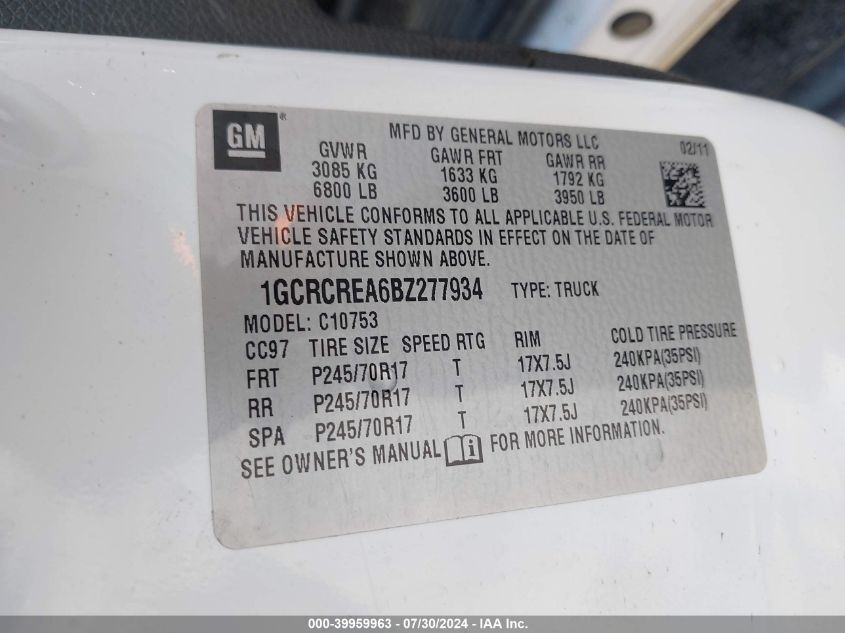 GM ®
MFD BY GENERAL MOTORS LLC 02/11
GVWR GAWR FRT GAWR RR
3085 KG 1633 KG 1792 KG
6800 LB 3600 LB 3950 LB
THIS VEHICLE CONFORMS TO ALL APPLICABLE U.S. FEDERAL MOTOR
VEHICLE SAFETY STANDARDS IN EFFECT ON THE DATE OF
MANUFACTURE SHOWN ABOVE.
1GCRCREA6BZ277934 TYPE: TRUCK
MODEL: C10753
CC97 TIRE SIZE SPEED RTG RIM COLD TIRE PRESSURE
FRT P245/70R17 T 17X7.5J 240KPA(35PSI)
RR P245/70R17 T 17X7.5J 240KPA(35PSI)
SPA P245/70R17 T 17X7.5J 240KPA(35PSI)
SEE OWNER'S MANUAL FOR MORE INFORMATION.
000-39959963 - 07/30/2024 - IAA Inc.